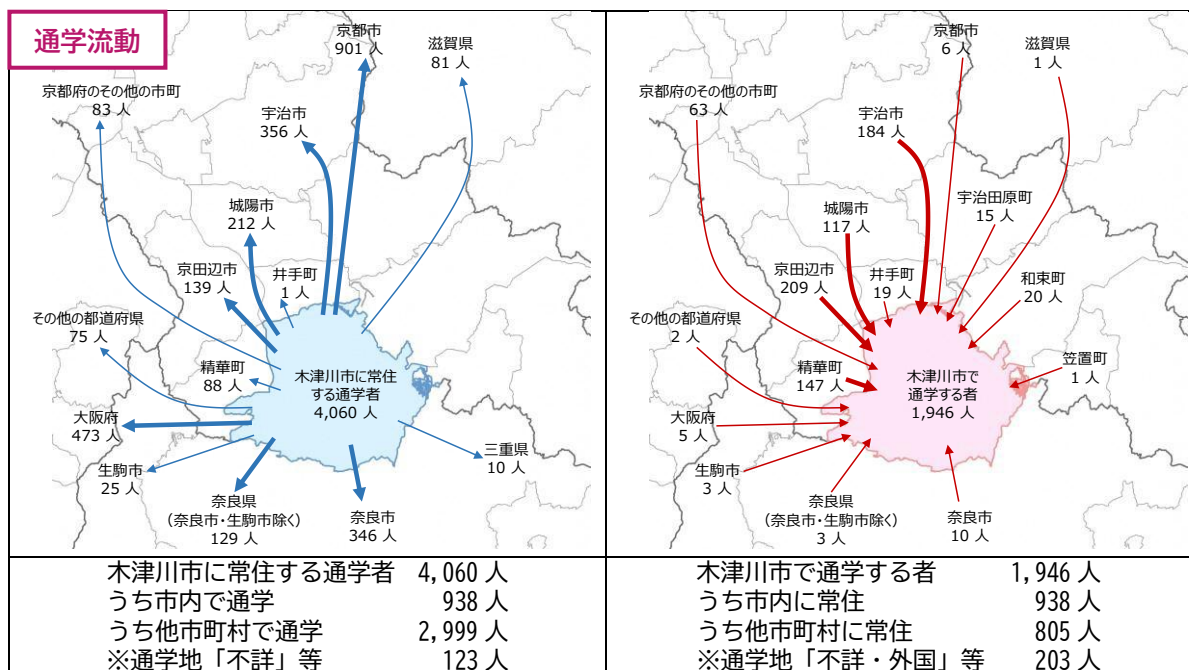 通学流動
京都市
901 人
滋賀県
81 人
京都府のその他の市町
83 人
宇治市
356 人
城陽市
212 人
京田辺市
139 人
井手町
1 人
その他の都道府県
75 人
精華町
88 人
木津川市に常住
する通学者
4,060 人
大阪府
473 人
三重県
10 人
生駒市
25 人
奈良県
（奈良市・生駒市除く）
129 人
奈良市
346 人
木津川市に常住する通学者 4,060 人
うち市内で通学 938 人
うち他市町村で通学 2,999 人
※通学地「不詳」等 123 人
京都市
6 人
滋賀県
1 人
京都府のその他の市町
63 人
宇治市
184 人
宇治田原町
15 人
城陽市
117 人
京田辺市
209 人
井手町
19 人
和束町
20 人
その他の都道府県
2 人
精華町
147 人
木津川市で
通学する者
1,946 人
笠置町
1 人
大阪府
5 人
生駒市
3 人
奈良県
（奈良市・生駒市除く）
3 人
奈良市
10 人
木津川市で通学する者 1,946 人
うち市内に常住 938 人
うち他市町村に常住 805 人
※通学地「不詳・外国」等 203 人